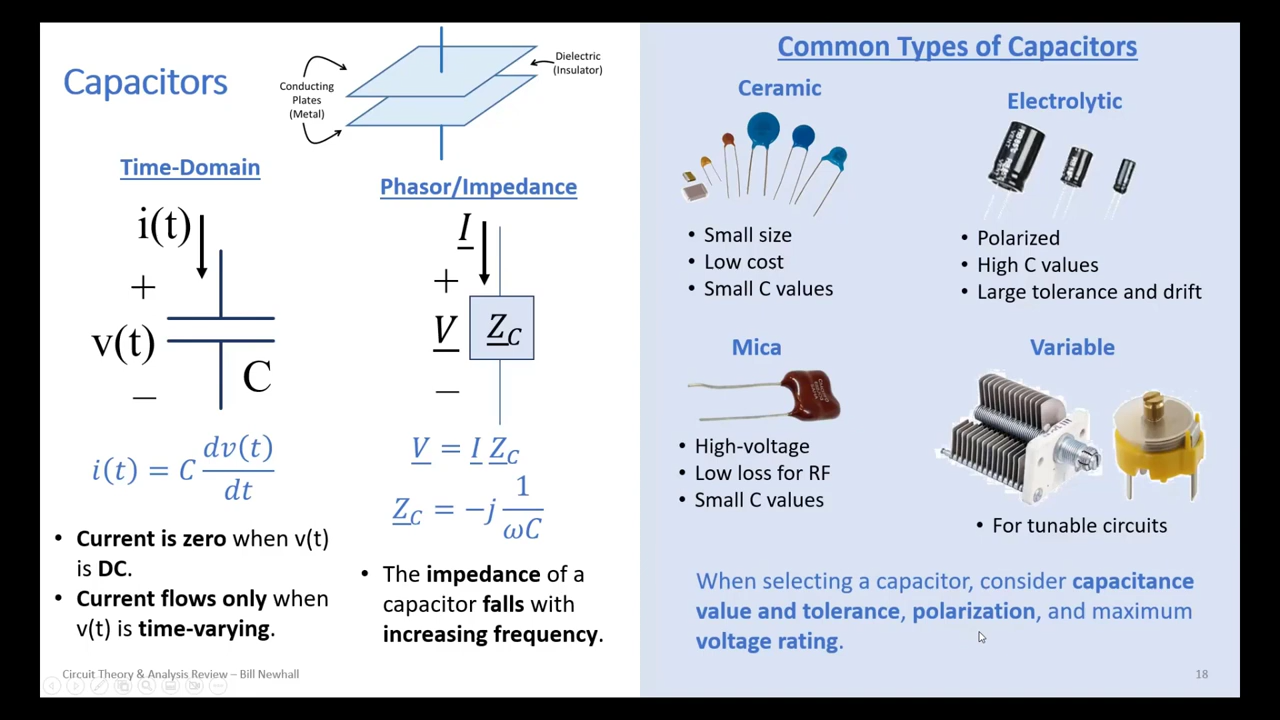 Capacitors
Conducting
Plates
(Metal)
Dielectric
(Insulator)
Time-Domain
i(t)
+
v(t)
–
C
i(t) = C dv(t)/dt
• Current is zero when v(t)
is DC.
• Current flows only when
v(t) is time-varying.
Phasor/Impedance
I
+
V
–
Z_C
V = I Z_C
Z_C = −j 1/ωC
• The impedance of a
capacitor falls with
increasing frequency.
Common Types of Capacitors
Ceramic
• Small size
• Low cost
• Small C values
Electrolytic
• Polarized
• High C values
• Large tolerance and drift
Mica
• High-voltage
• Low loss for RF
• Small C values
Variable
• For tunable circuits
When selecting a capacitor, consider capacitance
value and tolerance, polarization, and maximum
voltage rating.
Circuit Theory & Analysis Review – Bill Newhall
18